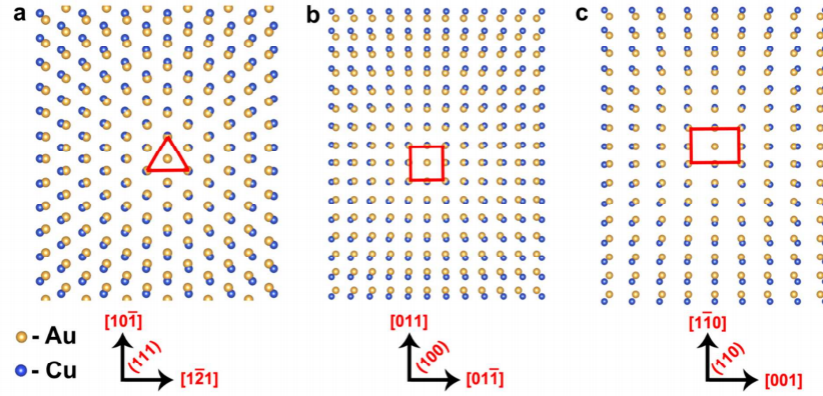 a
b
c
- Au
- Cu
[101̄]
(111)
[12̄1]
[011]
(100)
[011̄]
[11̄0]
(110)
[001]